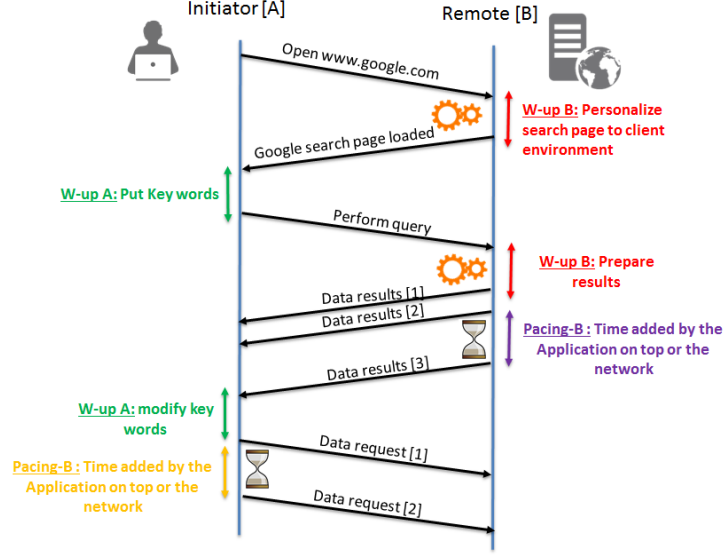 Initiator [A]
Remote [B]
Open www.google.com
W-up B: Personalize
search page to client
environment
Google search page loaded
W-up A: Put Key words
Perform query
W-up B: Prepare
results
Data results [1]
Data results [2]
Pacing-B : Time added by the
Application on top or the
network
Data results [3]
W-up A: modify key
words
Data request [1]
Pacing-B : Time added by the
Application on top or the
network
Data request [2]